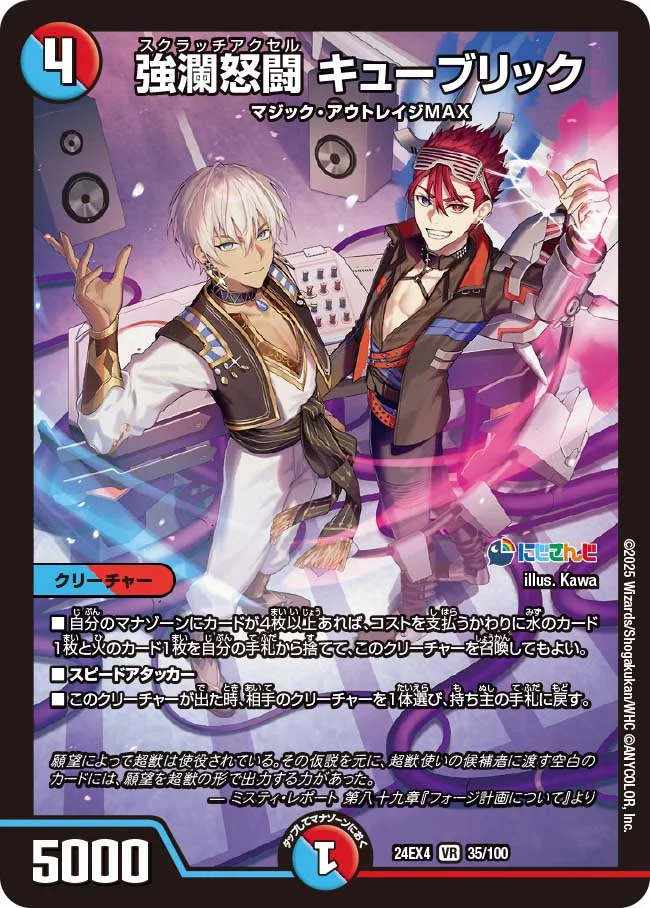 4
スクラッチアクセル
強瀾怒闘 キューブリック
マジック・アウトレイジMAX
にじさんじ
illus. Kawa
クリーチャー
■自分のマナゾーンにカードが4枚以上あれば、コストを支払うかわりに水のカード
1枚と火のカード1枚を自分の手札から捨てて、このクリーチャーを召喚してもよい。
■スピードアタッカー
■このクリーチャーが出た時、相手のクリーチャーを1体選び、持ち主の手札に戻す。
願望によって超獣は使役されている。その仮説を元に、超獣使いの候補者に渡す空白の
カードには、願望を超獣の形で出力する力があった。
― ミスティ・レポート 第八十九章『フォージ計画について』より
©2025 Wizards/Shogakukan/WHC ©ANYCOLOR, Inc.
5000
タップしてマナゾーンにおく
1
24EX4 VR 35/100